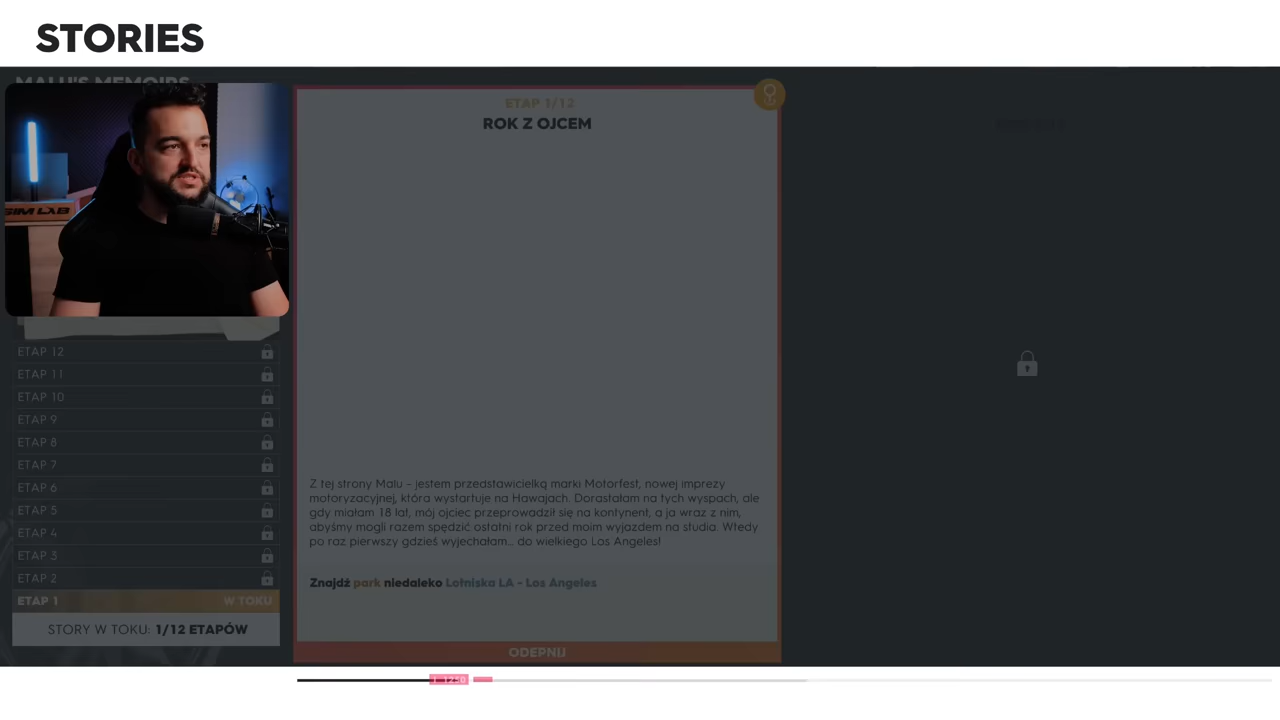 STORIES
MALU'S MEMOIRS
SIM LAB
ETAP 12
ETAP 11
ETAP 10
ETAP 9
ETAP 8
ETAP 7
ETAP 6
ETAP 5
ETAP 4
ETAP 3
ETAP 2
ETAP 1 W TOKU
STORY W TOKU: 1/12 ETAPÓW
ETAP 1/12
ROK Z OJCEM
Z tej strony Malu – jestem przedstawicielką marki Motorfest, nowej imprezy
motoryzacyjnej, która wystartuje na Hawajach. Dorastałam na tych wyspach, ale
gdy miałam 18 lat, mój ojciec przeprowadził się na kontynent, a ja wraz z nim,
abyśmy mogli razem spędzić ostatni rok przed moim wyjazdem na studia. Wtedy
po raz pierwszy gdzieś wyjechałam... do wielkiego Los Angeles!
Znajdź park niedaleko Lotniska LA - Los Angeles
ODEPNIJ